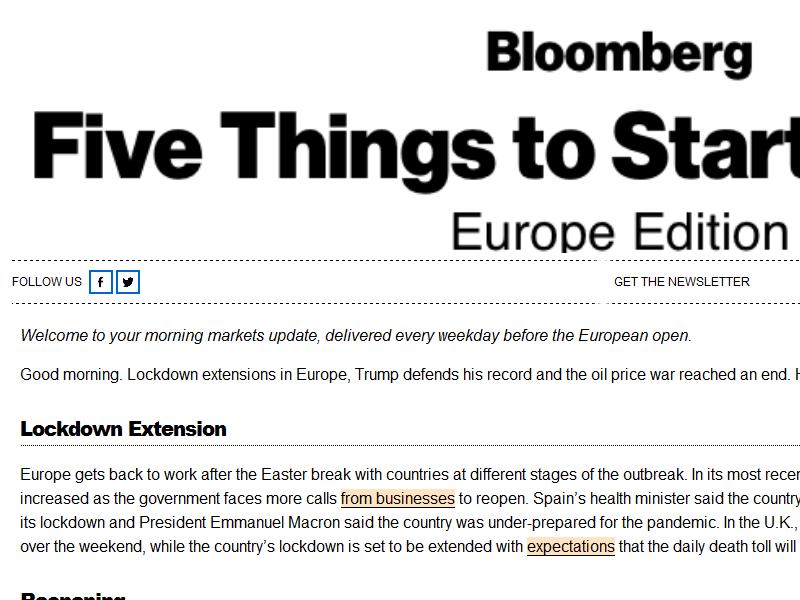 Bloomberg
Five Things to Start
Europe Edition
FOLLOW US
GET THE NEWSLETTER
Welcome to your morning markets update, delivered every weekday before the European open.
Good morning. Lockdown extensions in Europe, Trump defends his record and the oil price war reached an end.
Lockdown Extension
Europe gets back to work after the Easter break with countries at different stages of the outbreak. In its most
increased as the government faces more calls from businesses to reopen. Spain’s health minister said the country
its lockdown and President Emmanuel Macron said the country was under-prepared for the pandemic. In the U.K.,
over the weekend, while the country’s lockdown is set to be extended with expectations that the daily death toll will
Reopening